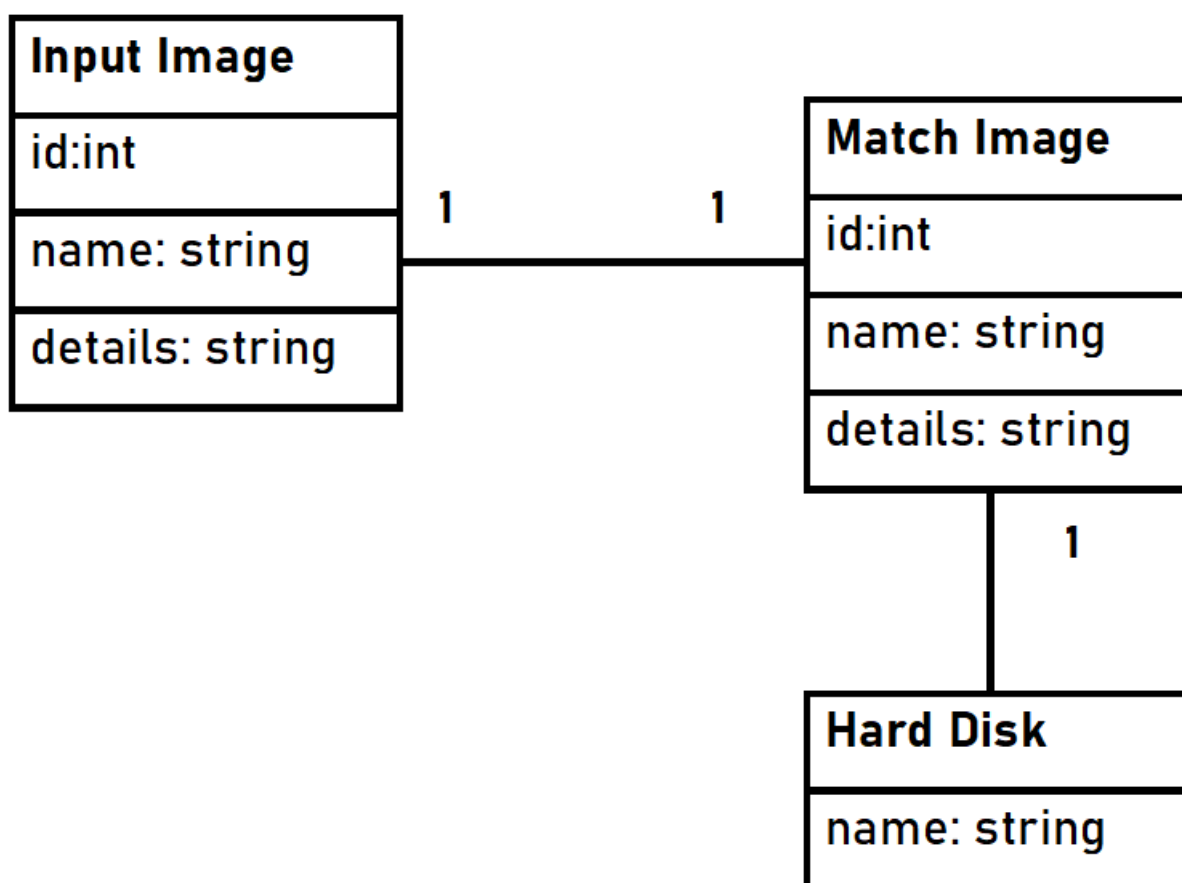 Input Image
id:int
name: string
details: string
1
1
Match Image
id:int
name: string
details: string
1
Hard Disk
name: string